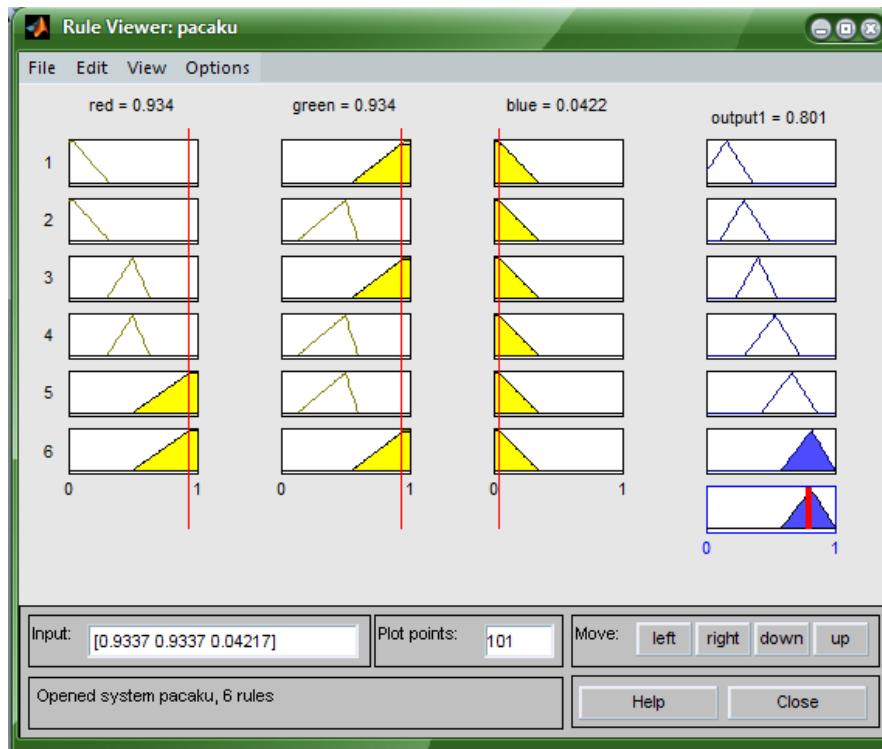 Rule Viewer: pacaku
File Edit View Options
red = 0.934 green = 0.934 blue = 0.0422 output1 = 0.801
1
2
3
4
5
6
0 1 0 1 0 1
0 1
Input: [0.9337 0.9337 0.04217] Plot points: 101 Move: left right down up
Opened system pacaku, 6 rules
Help Close